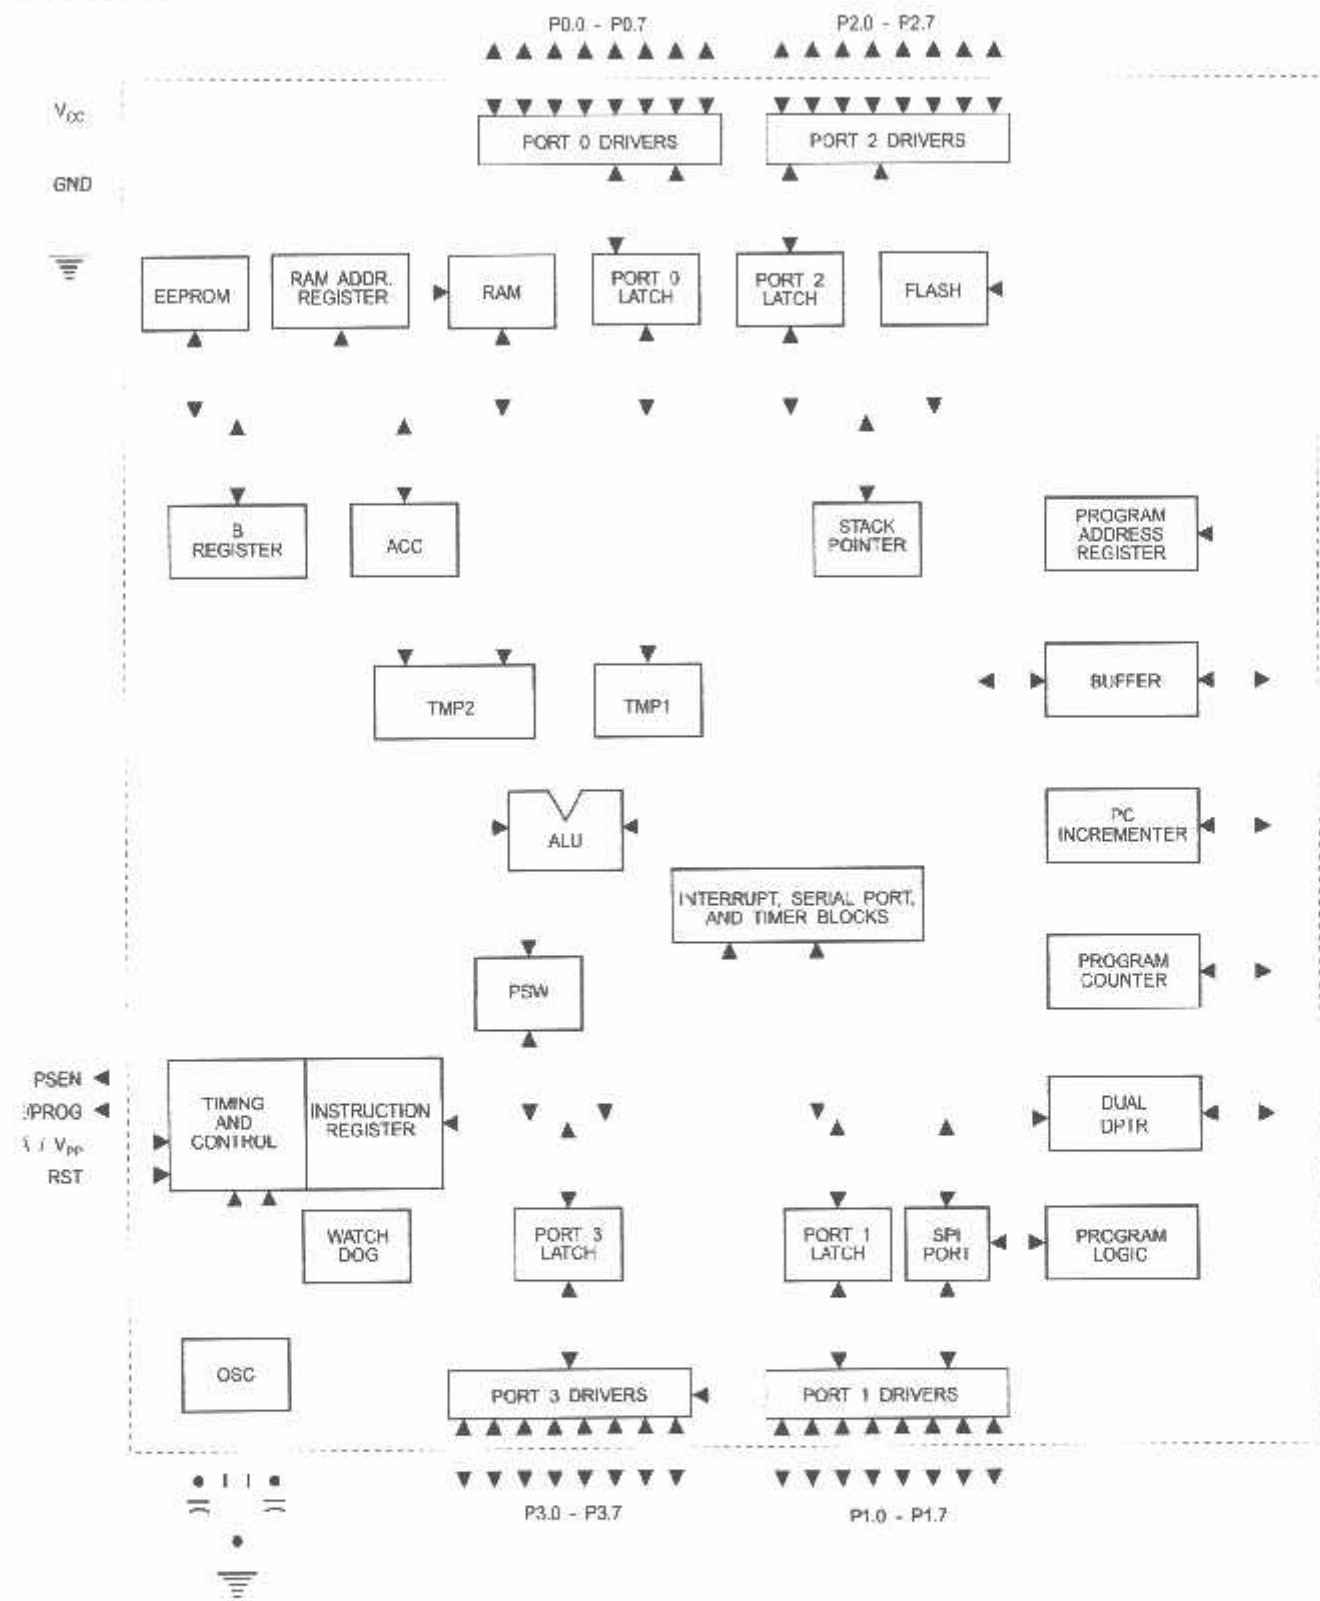 P0.0 - P0.7
P2.0 - P2.7
VCC
PORT 0 DRIVERS
PORT 2 DRIVERS
GND
EEPROM
RAM ADDR.
REGISTER
RAM
PORT 0
LATCH
PORT 2
LATCH
FLASH
B
REGISTER
ACC
STACK
POINTER
PROGRAM
ADDRESS
REGISTER
TMP2
TMP1
BUFFER
ALU
PC
INCREMENTER
INTERRUPT, SERIAL PORT,
AND TIMER BLOCKS
PSW
PROGRAM
COUNTER
PSEN
/PROG
/ VPP
RST
TIMING
AND
CONTROL
INSTRUCTION
REGISTER
DUAL
DPTR
WATCH
DOG
PORT 3
LATCH
PORT 1
LATCH
SPI
PORT
PROGRAM
LOGIC
OSC
PORT 3 DRIVERS
PORT 1 DRIVERS
P3.0 - P3.7
P1.0 - P1.7